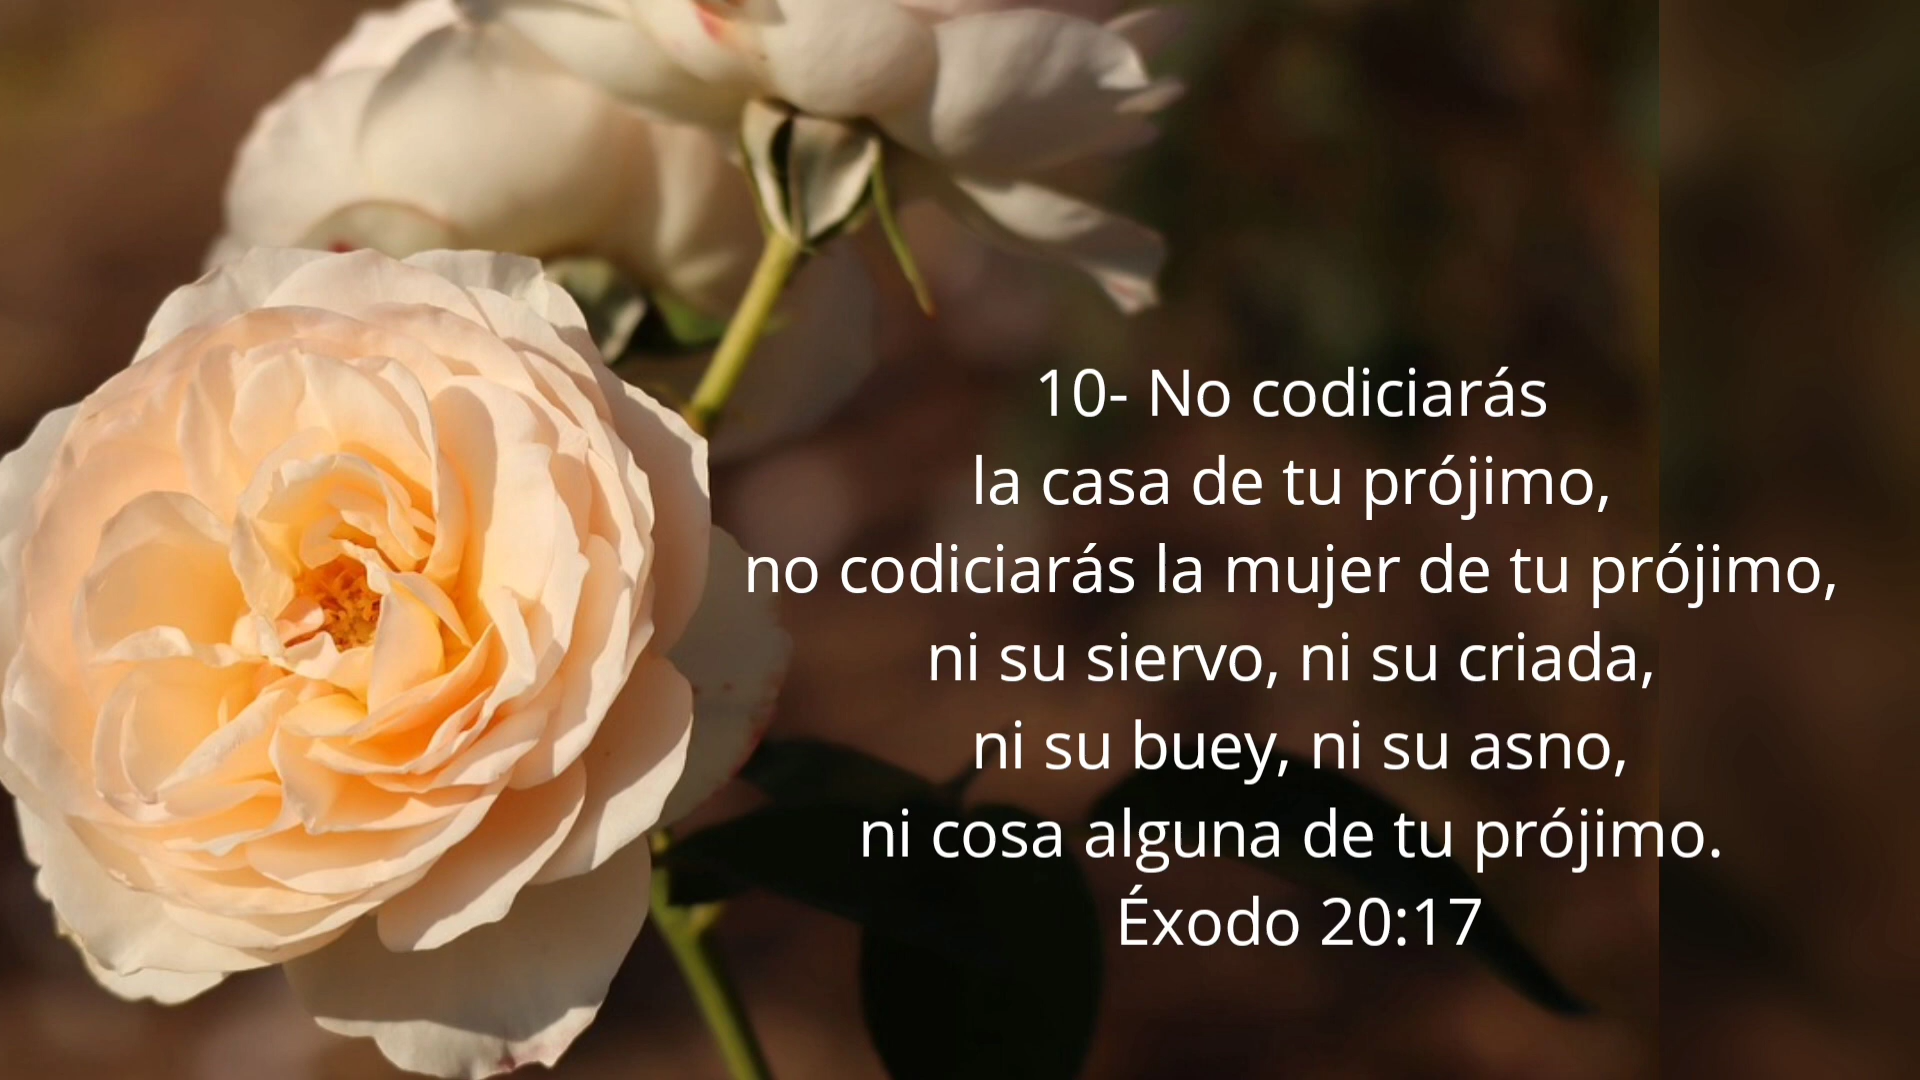 10- No codiciarás
la casa de tu prójimo,
no codiciarás la mujer de tu prójimo,
ni su siervo, ni su criada,
ni su buey, ni su asno,
ni cosa alguna de tu prójimo.
Éxodo 20:17